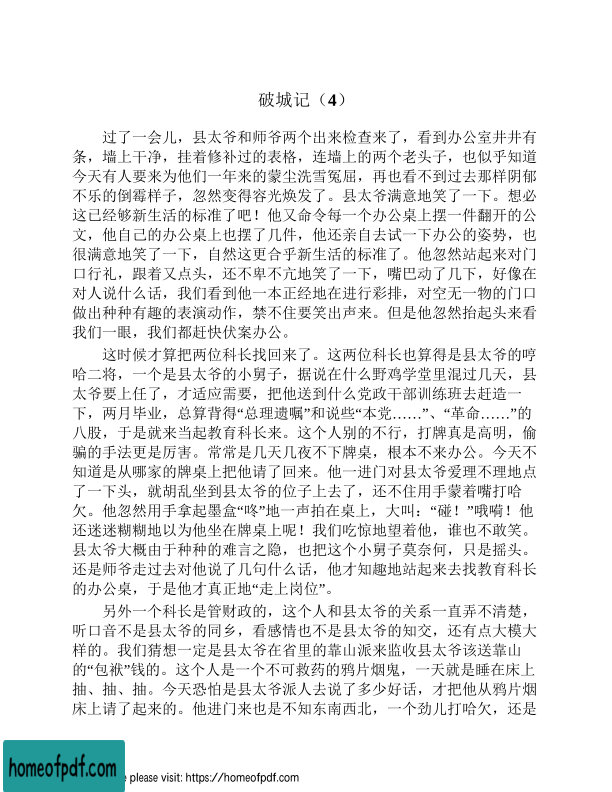 破城记（4）
过了一会儿，县太爷和师爷两个出来检查来了，看到办公室井井有
条，墙上干净，挂着修补过的表格，连墙上的两个老头子，也似乎知道
今天有人要来为他们一年来的蒙尘洗雪冤屈，再也看不到过去那样阴郁
不乐的倒霉样子，忽然变得容光焕发了。县太爷满意地笑了一下。想必
这已经够新生活的标准了吧！他又命令每一个办公桌上摆一件翻开的公
文，他自己的办公桌上也摆了几件，他还亲自去试一下办公的姿势，也
很满意地笑了一下，自然这更合乎新生活的标准了。他忽然站起来对门
口行礼，跟着又点头，还不卑不亢地笑了一下，嘴巴动了几下，好像在
对人说什么话，我们看到他一本正经地在进行彩排，对空无一物的门口
做出种种有趣的表演动作，禁不住要笑出声来。但是他忽然抬起头来看
我们一眼，我们都赶快伏案办公。
这时候才算把两位科长找回来了。这两位科长也算得是县太爷的哼
哈二将，一个是县太爷的小舅子，据说在什么野鸡学堂里混过几天，县
太爷要上任了，才适应需要，把他送到什么党政干部训练班去赶造一
下，两月毕业，总算背得“总理遗嘱”和说些“本党……”、“革命……”的
八股，于是就来当起教育科长来。这个人别的不行，打牌真是高明，偷
骗的手法更是厉害。常常是几天几夜不下牌桌，根本不来办公。今天不
知道是从哪家的牌桌上把他请了回来。他一进门对县太爷爱理不理地点
了一下头，就胡乱坐到县太爷的位子上去了，还不住用手蒙着嘴打哈
欠。他忽然用手拿起墨盒“咚”地一声拍在桌上，大叫：“碰！”哦嗬！他
还迷迷糊糊地以为他坐在牌桌上呢！我们吃惊地望着他，谁也不敢笑。
县太爷大概由于种种的难言之隐，也把这个小舅子莫奈何，只是摇头。
还是师爷走过去对他说了几句什么话，他才知趣地站起来去找教育科长
的办公桌，于是他才真正地“走上岗位”。
另外一个科长是管财政的，这个人和县太爷的关系一直弄不清楚，
听口音不是县太爷的同乡，看感情也不是县太爷的知交，还有点大模大
样的。我们猜想一定是县太爷在省里的靠山派来监收县太爷该送靠山
的“包袱”钱的。这个人是一个不可救药的鸦片烟鬼，一天就是睡在床上
抽、抽、抽。今天恐怕是县太爷派人去说了多少好话，才把他从鸦片烟
床上请了起来的。他进门来也是不知东南西北，一个劲儿打哈欠，还是
homeofpdf.com
e please visit: https://homeofpdf.com